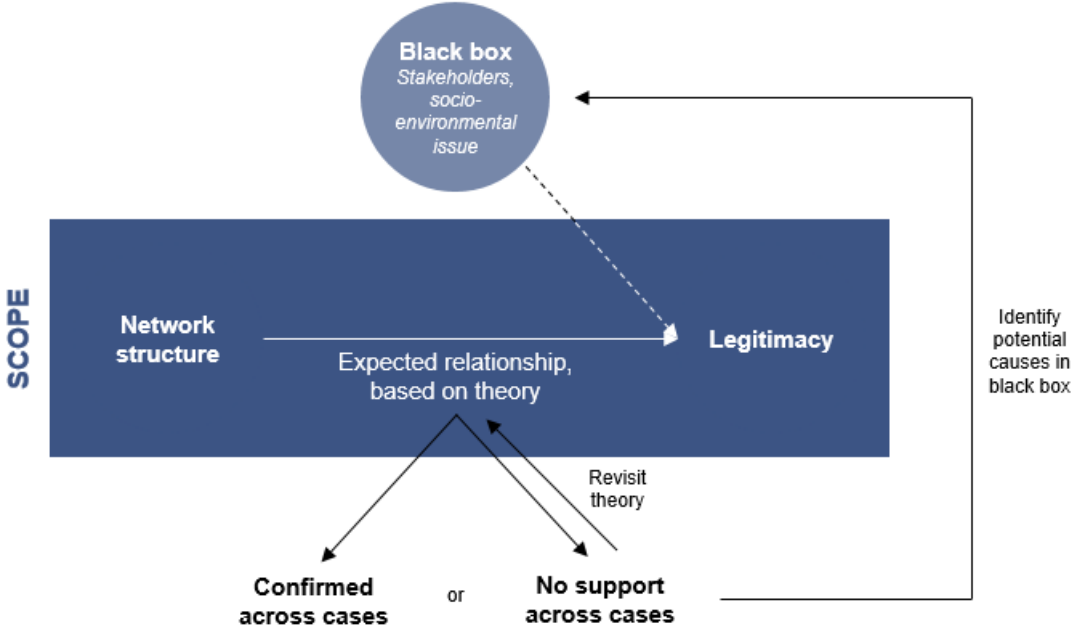 Black box
Stakeholders,
socio-
environmental
issue
SCOPE
Network
structure
Expected relationship,
based on theory
Legitimacy
Identify
potential
causes in
black box
Revisit
theory
Confirmed
across cases
or
No support
across cases